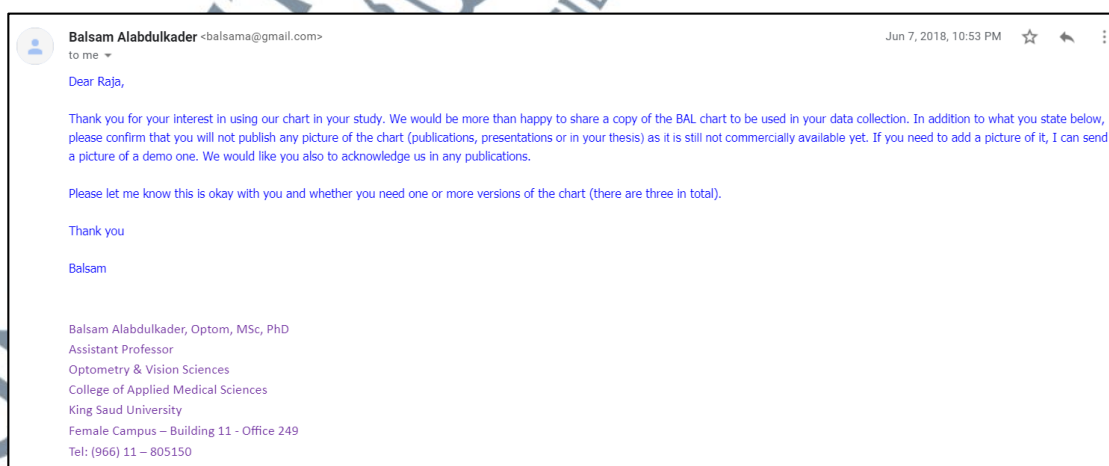 Balsam Alabdulkader <balsama@gmail.com>
Jun 7, 2018, 10:53 PM
to me
Dear Raja,
Thank you for your interest in using our chart in your study. We would be more than happy to share a copy of the BAL chart to be used in your data collection. In addition to what you state below,
please confirm that you will not publish any picture of the chart (publications, presentations or in your thesis) as it is still not commercially available yet. If you need to add a picture of it, I can send
a picture of a demo one. We would like you also to acknowledge us in any publications.
Please let me know this is okay with you and whether you need one or more versions of the chart (there are three in total).
Thank you
Balsam
Balsam Alabdulkader, Optom, MSc, PhD
Assistant Professor
Optometry & Vision Sciences
College of Applied Medical Sciences
King Saud University
Female Campus – Building 11 - Office 249
Tel: (966) 11 – 805150